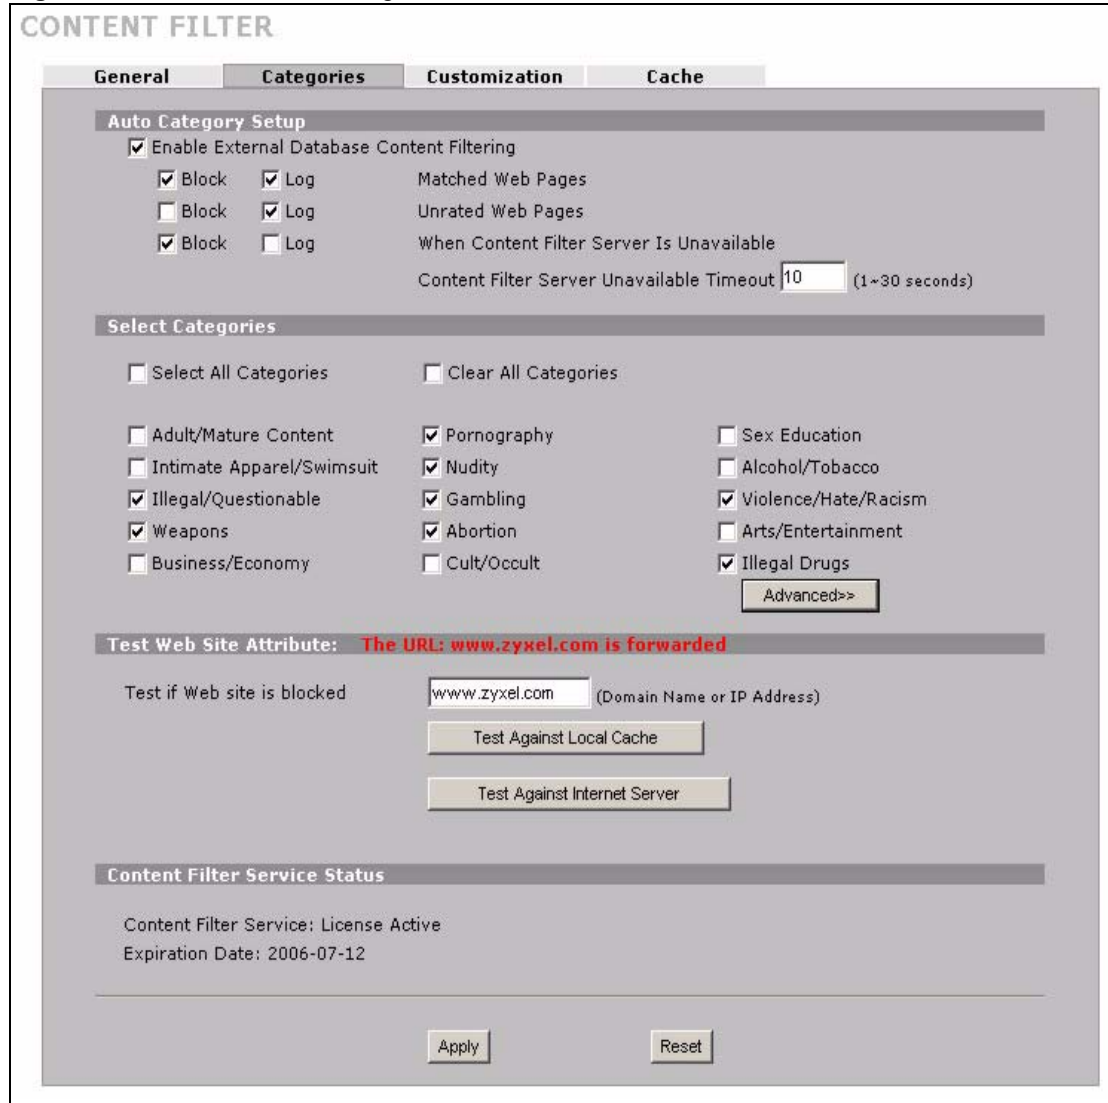 CONTENT FILTER
General Categories Customization Cache
Auto Category Setup
Enable External Database Content Filtering
Block Log Matched Web Pages
Block Log Unrated Web Pages
Block Log When Content Filter Server Is Unavailable
Content Filter Server Unavailable Timeout 10 (1~30 seconds)
Select Categories
Select All Categories Clear All Categories
Adult/Mature Content Pornography Sex Education
Intimate Apparel/Swimsuit Nudity Alcohol/Tobacco
Illegal/Questionable Gambling Violence/Hate/Racism
Weapons Abortion Arts/Entertainment
Business/Economy Cult/Occult Illegal Drugs
Advanced>>
Test Web Site Attribute: The URL: www.zyxel.com is forwarded
Test if Web site is blocked www.zyxel.com (Domain Name or IP Address)
Test Against Local Cache
Test Against Internet Server
Content Filter Service Status
Content Filter Service: License Active
Expiration Date: 2006-07-12
Apply Reset